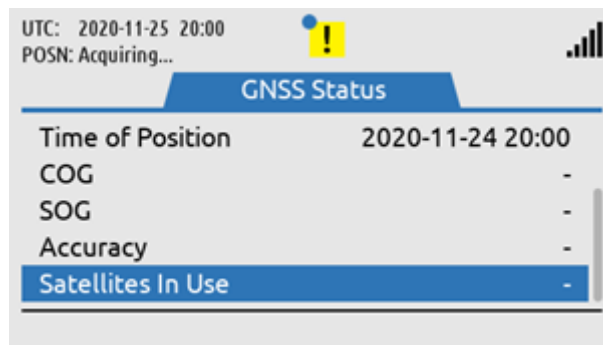 UTC: 2020-11-25 20:00
POSN: Acquiring...
!
GNSS Status
Time of Position 2020-11-24 20:00
COG -
SOG -
Accuracy -
Satellites In Use -